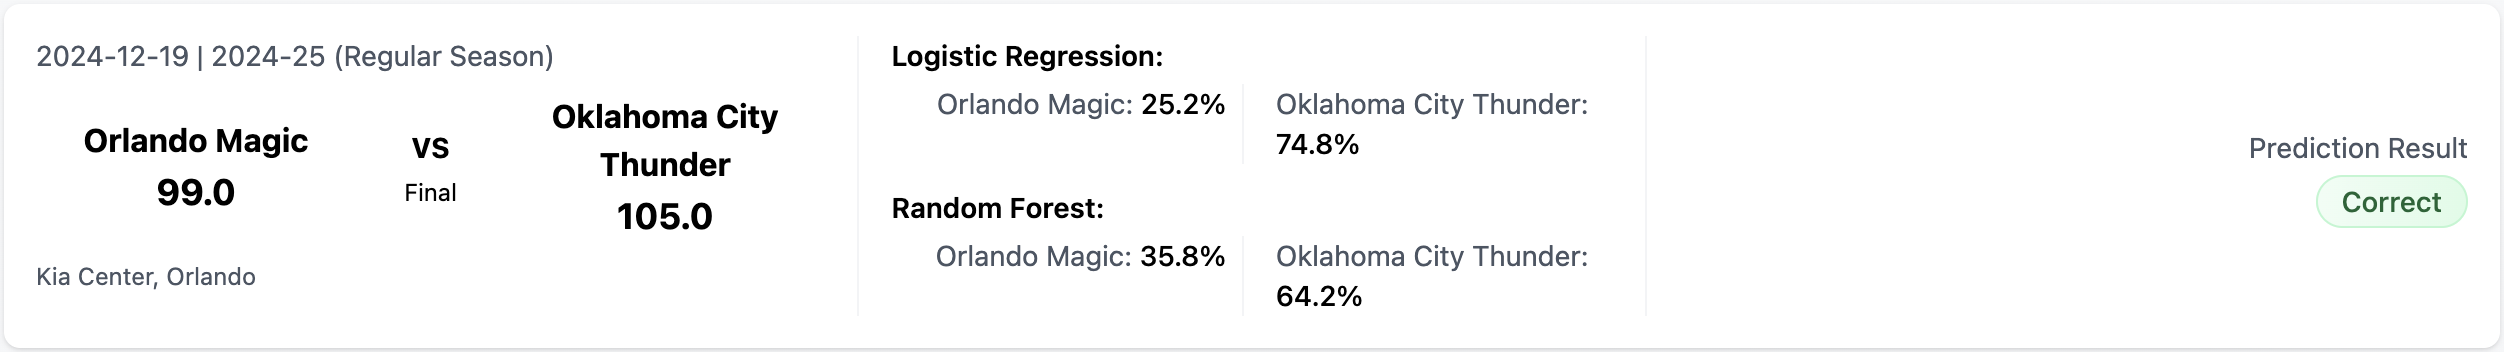 2024-12-19 | 2024-25 (Regular Season)
Orlando Magic
99.0
vs
Final
Oklahoma City
Thunder
105.0
Kia Center, Orlando
Logistic Regression:
Orlando Magic: 25.2%
Oklahoma City Thunder:
74.8%
Random Forest:
Orlando Magic: 35.8%
Oklahoma City Thunder:
64.2%
Prediction Result
Correct